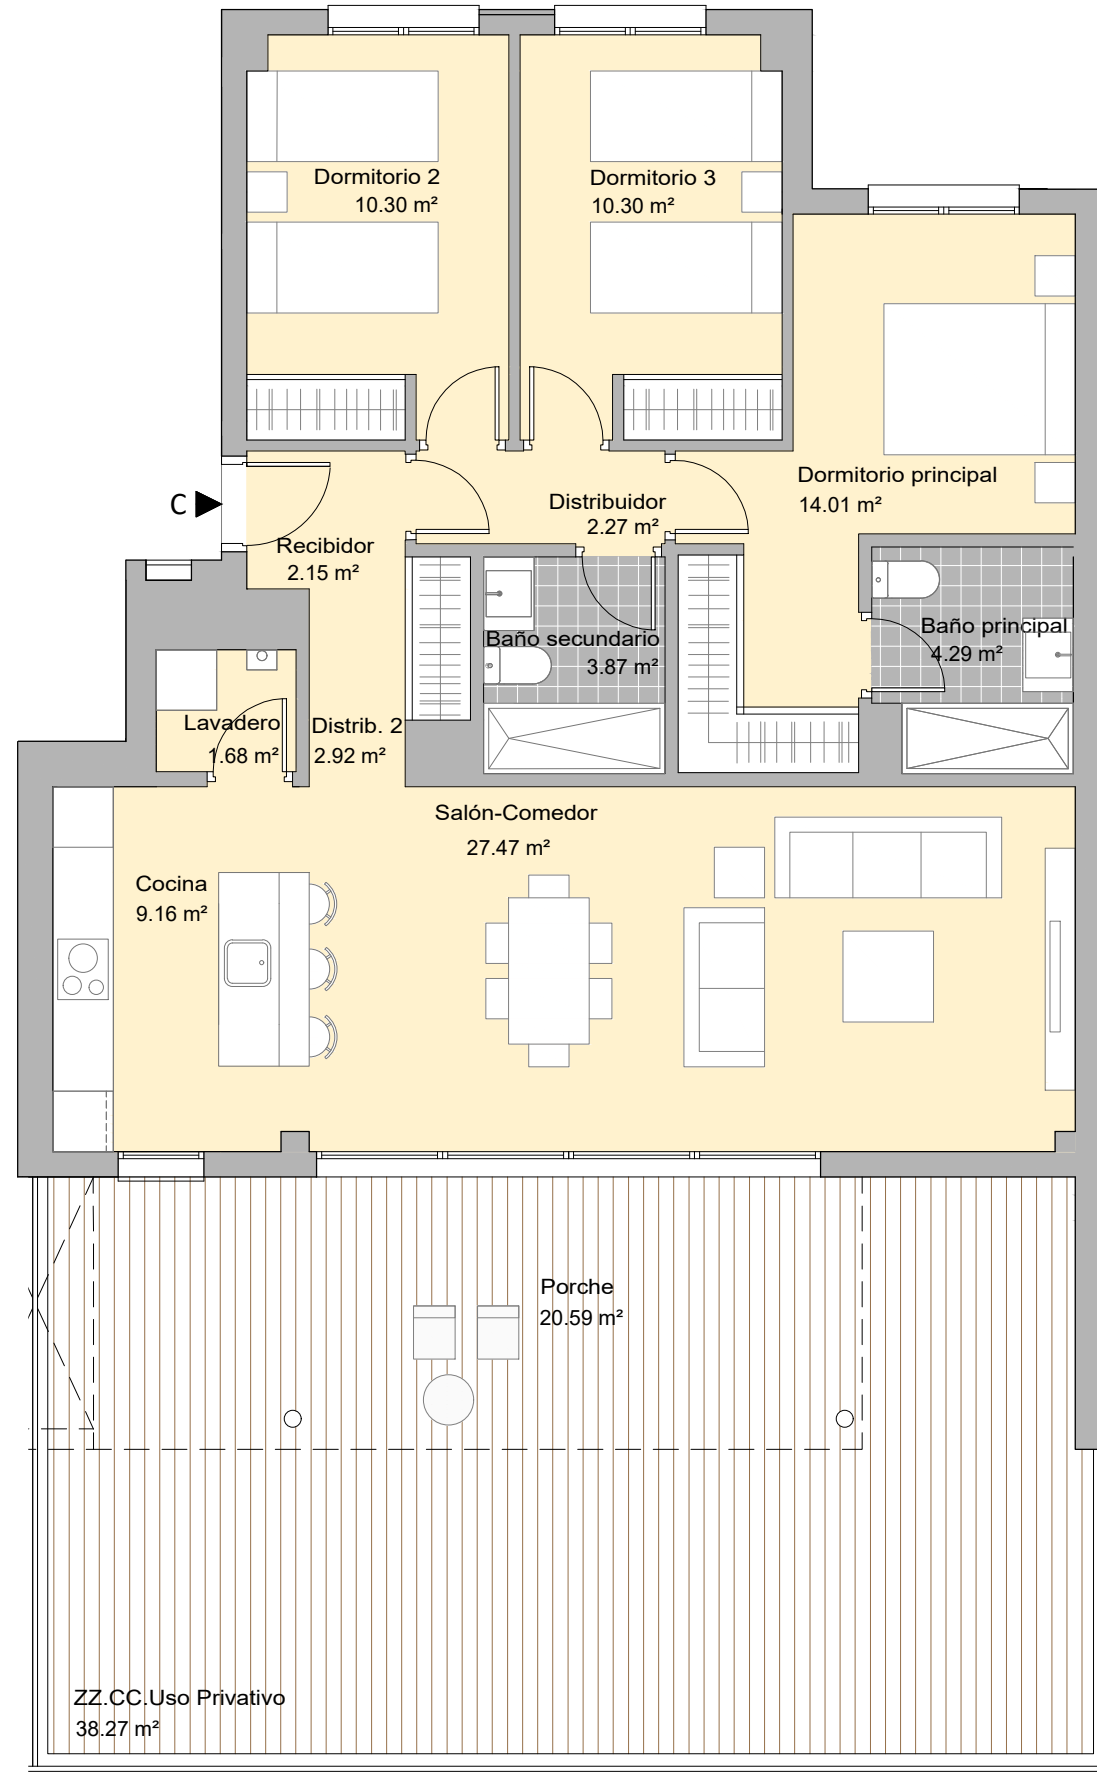 Dormitorio 2
10.30 m²
Dormitorio 3
10.30 m²
Dormitorio principal
14.01 m²
C
Distribuidor
2.27 m²
Recibidor
2.15 m²
Baño secundario
3.87 m²
Baño principal
4.29 m²
Lavadero
1.68 m²
Distrib. 2
2.92 m²
Salón-Comedor
27.47 m²
Cocina
9.16 m²
Porche
20.59 m²
ZZ.CC.Uso Privativo
38.27 m²